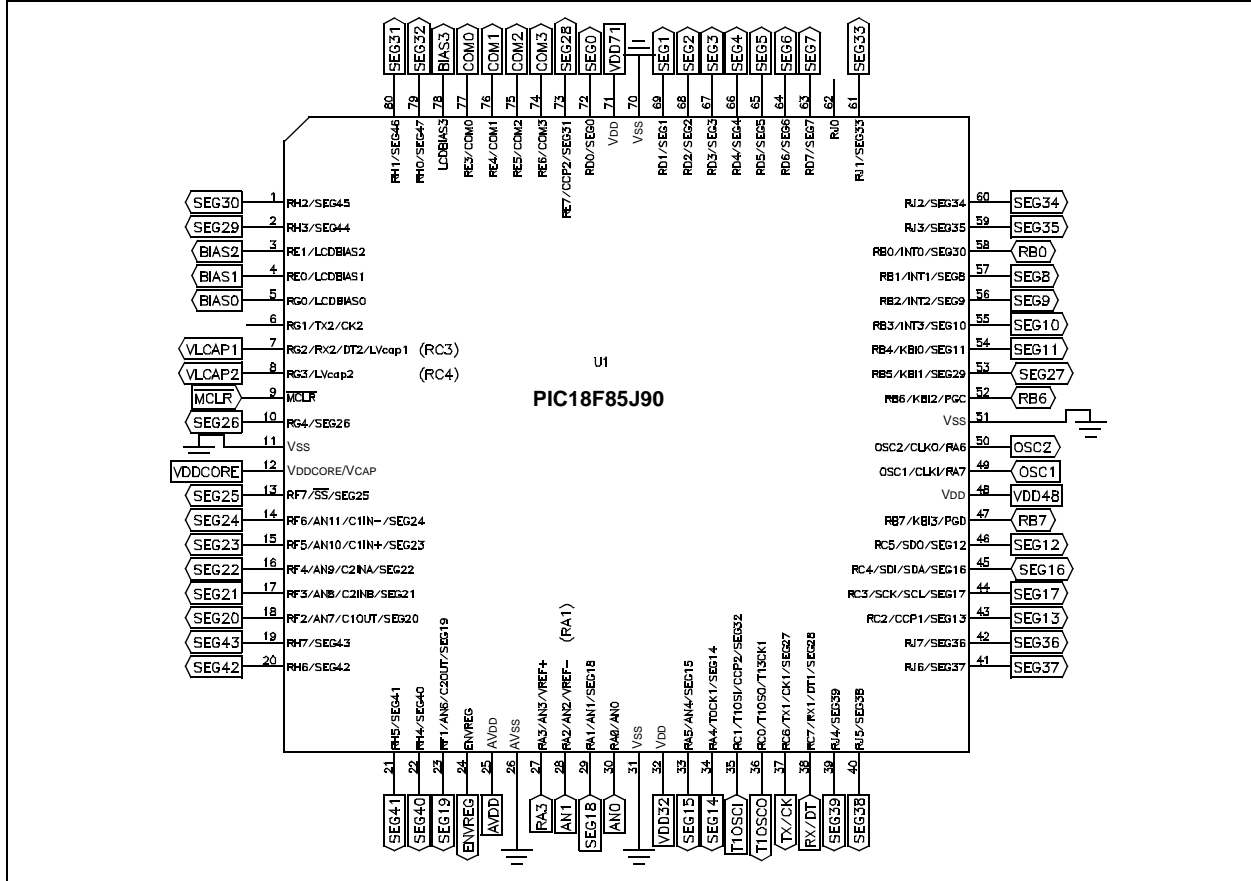 SEG31 SEG32 BIAS3 COM0 COM1 COM2 COM3 SEG28 SEG0 VDD71 SEG1 SEG2 SEG3 SEG4 SEG5 SEG6 SEG7 SEG33
80 79 78 77 76 75 74 73 72 71 70 69 68 67 66 65 64 63 62 61
RH1/SEG46 RH0/SEG47 LCDBIAS3 RE3/COM0 RE4/COM1 RE5/COM2 RE6/COM3 RE7/CCP2/SEG31 RD0/SEG0 VDD VSS RD1/SEG1 RD2/SEG2 RD3/SEG3 RD4/SEG4 RD5/SEG5 RD6/SEG6 RD7/SEG7 RJ0 RJ1/SEG33
SEG30 1 RH2/SEG45
SEG29 2 RH3/SEG44
BIAS2 3 RE1/LCDBIAS2
BIAS1 4 RE0/LCDBIAS1
BIAS0 5 RG0/LCDBIAS0
6 RG1/TX2/CK2
VLCAP1 7 RG2/RX2/DT2/LVcap1 (RC3)
VLCAP2 8 RG3/LVcap2 (RC4)
MCLR 9 MCLR
SEG26 10 RG4/SEG26
11 VSS
VDDCORE 12 VDDCORE/VCAP
SEG25 13 RF7/SS/SEG25
SEG24 14 RF6/AN11/C1IN-/SEG24
SEG23 15 RF5/AN10/C1IN+/SEG23
SEG22 16 RF4/AN9/C2INA/SEG22
SEG21 17 RF3/AN8/C2INB/SEG21
SEG20 18 RF2/AN7/C1OUT/SEG20
SEG43 19 RH7/SEG43
SEG42 20 RH6/SEG42
U1
PIC18F85J90
RJ2/SEG34 60 SEG34
RJ3/SEG35 59 SEG35
RB0/INT0/SEG30 58 RB0
RB1/INT1/SEG8 57 SEG8
RB2/INT2/SEG9 56 SEG9
RB3/INT3/SEG10 55 SEG10
RB4/KBI0/SEG11 54 SEG11
RB5/KBI1/SEG29 53 SEG27
RB6/KBI2/PGC 52 RB6
VSS 51
OSC2/CLKO/RA6 50 OSC2
OSC1/CLKI/RA7 49 OSC1
VDD 48 VDD48
RB7/KBI3/PGD 47 RB7
RC5/SDO/SEG12 46 SEG12
RC4/SDI/SDA/SEG16 45 SEG16
RC3/SCK/SCL/SEG17 44 SEG17
RC2/CCP1/SEG13 43 SEG13
RJ7/SEG36 42 SEG36
RJ6/SEG37 41 SEG37
(RA1)
RH5/SEG41 RH4/SEG40 RF1/AN6/C2OUT/SEG19 ENVREG AVDD AVSS RA3/AN3/VREF+ RA2/AN2/VREF- RA1/AN1/SEG18 RA0/AN0 VSS VDD RA5/AN4/SEG15 RA4/T0CK1/SEG14 RC1/T1OSI/CCP2/SEG32 RC0/T1OSO/T13CK1 RC6/TX1/CK1/SEG27 RC7/RX1/DT1/SEG28 RJ4/SEG39 RJ5/SEG38
21 22 23 24 25 26 27 28 29 30 31 32 33 34 35 36 37 38 39 40
SEG41 SEG40 SEG19 ENVREG AVDD RA3 AN1 SEG18 AN0 VDD32 SEG15 SEG14 T1OSCI T1OSCO TX/CK RX/DT SEG39 SEG38